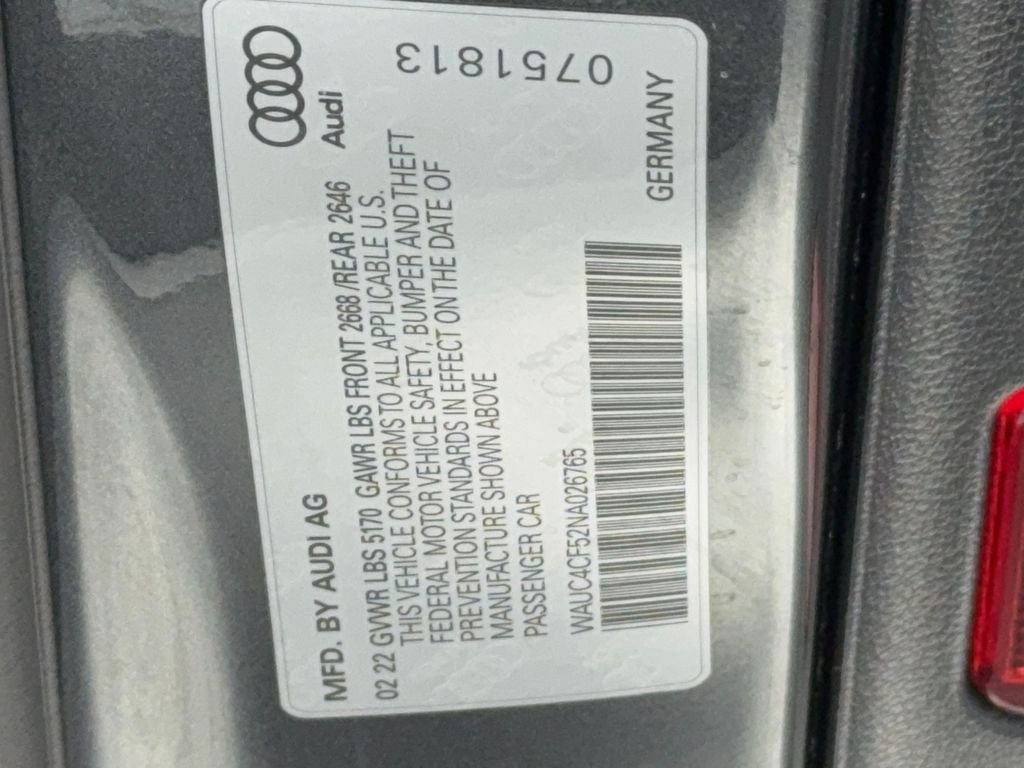 MFD. BY AUDI AG
Audi
02 22 GWWR LBS 5170 GAWR LBS FRONT 2668 /REAR 2646
THIS VEHICLE CONFORMS TO ALL APPLICABLE U.S.
FEDERAL MOTOR VEHICLE SAFETY, BUMPER AND THEFT
PREVENTION STANDARDS IN EFFECT ON THE DATE OF
MANUFACTURE SHOWN ABOVE
PASSENGER CAR
WAUC4CF52NA026765
GERMANY
0751813